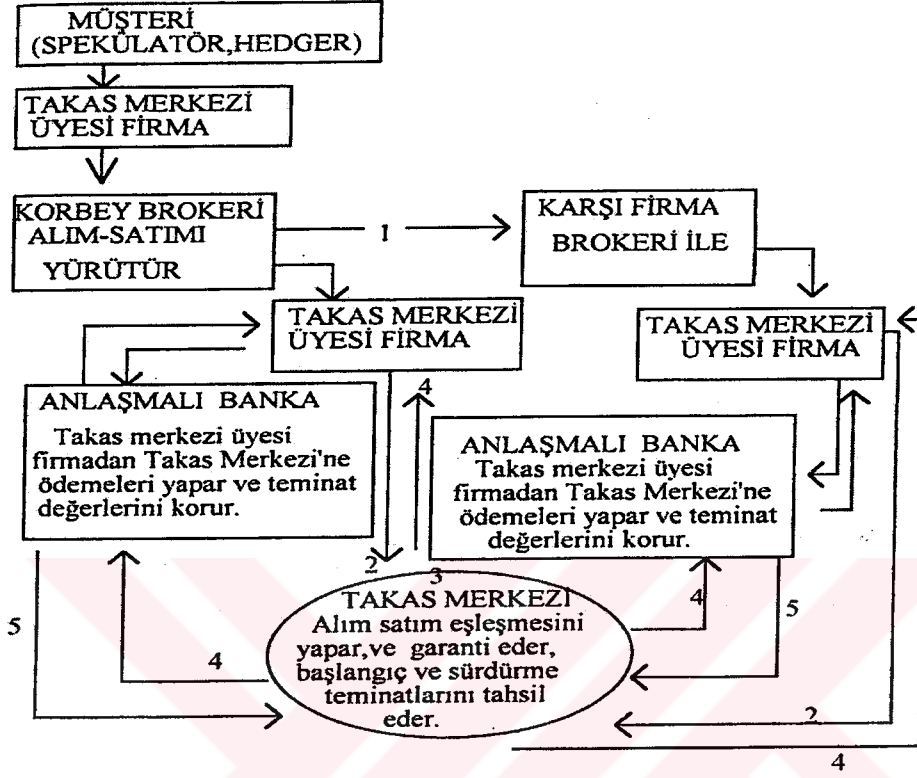 MÜŞTERİ
(SPEKÜLATÖR,HEDGER)
TAKAS MERKEZİ
ÜYESİ FİRMA
KORBEY BROKERİ
ALIM-SATIMI
YÜRÜTÜR
1
KARŞI FİRMA
BROKERİ İLE
TAKAS MERKEZİ
ÜYESİ FİRMA
TAKAS MERKEZİ
ÜYESİ FİRMA
ANLAŞMALI BANKA
Takas merkezi üyesi
firmadan Takas Merkezi'ne
ödemeleri yapar ve teminat
değerlerini korur.
4
ANLAŞMALI BANKA
Takas merkezi üyesi
firmadan Takas Merkezi'ne
ödemeleri yapar ve teminat
değerlerini korur.
2
3
TAKAS MERKEZİ
Alım satım eşleşmesini
yapar,ve garanti eder,
başlangıç ve sürdürme
teminatlarını tahsil
eder.
5
4
4
5
2
4